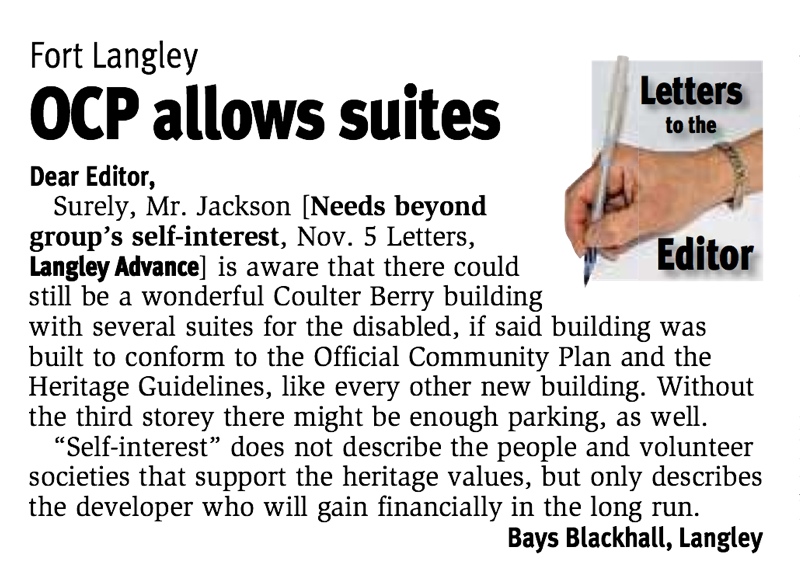 Fort Langley
OCP allows suites
Letters
to the
Editor
Dear Editor,
Surely, Mr. Jackson [Needs beyond
group's self-interest, Nov. 5 Letters,
Langley Advance] is aware that there could
still be a wonderful Coulter Berry building
with several suites for the disabled, if said building was
built to conform to the Official Community Plan and the
Heritage Guidelines, like every other new building. Without
the third storey there might be enough parking, as well.
“Self-interest” does not describe the people and volunteer
societies that support the heritage values, but only describes
the developer who will gain financially in the long run.
Bays Blackhall, Langley